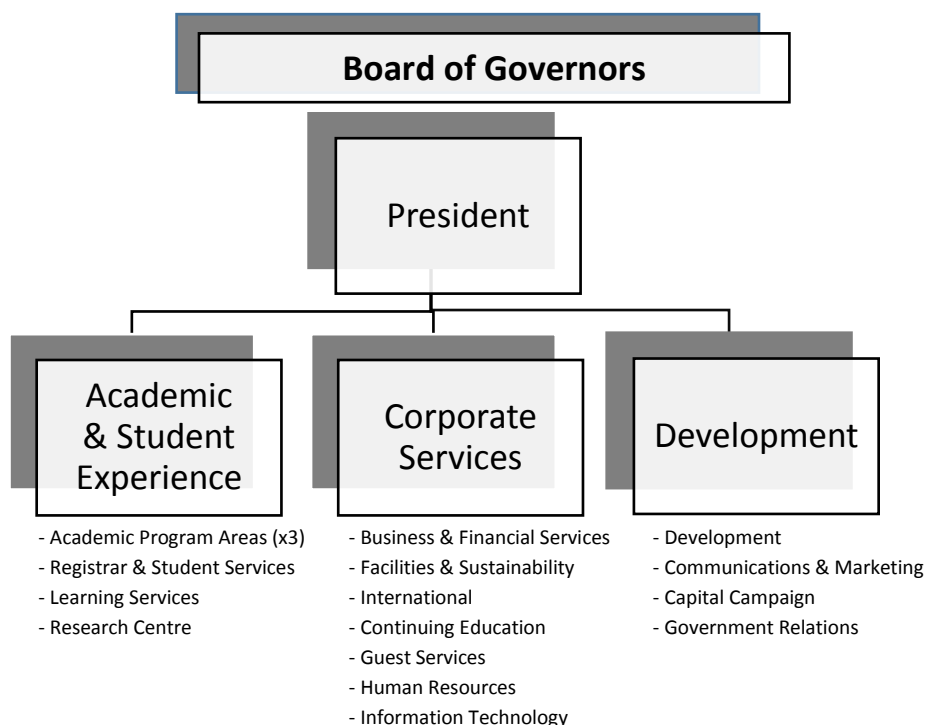 Board of Governors
President
Academic
& Student
Experience
- Academic Program Areas (x3)
- Registrar & Student Services
- Learning Services
- Research Centre
Corporate
Services
- Business & Financial Services
- Facilities & Sustainability
- International
- Continuing Education
- Guest Services
- Human Resources
- Information Technology
Development
- Development
- Communications & Marketing
- Capital Campaign
- Government Relations